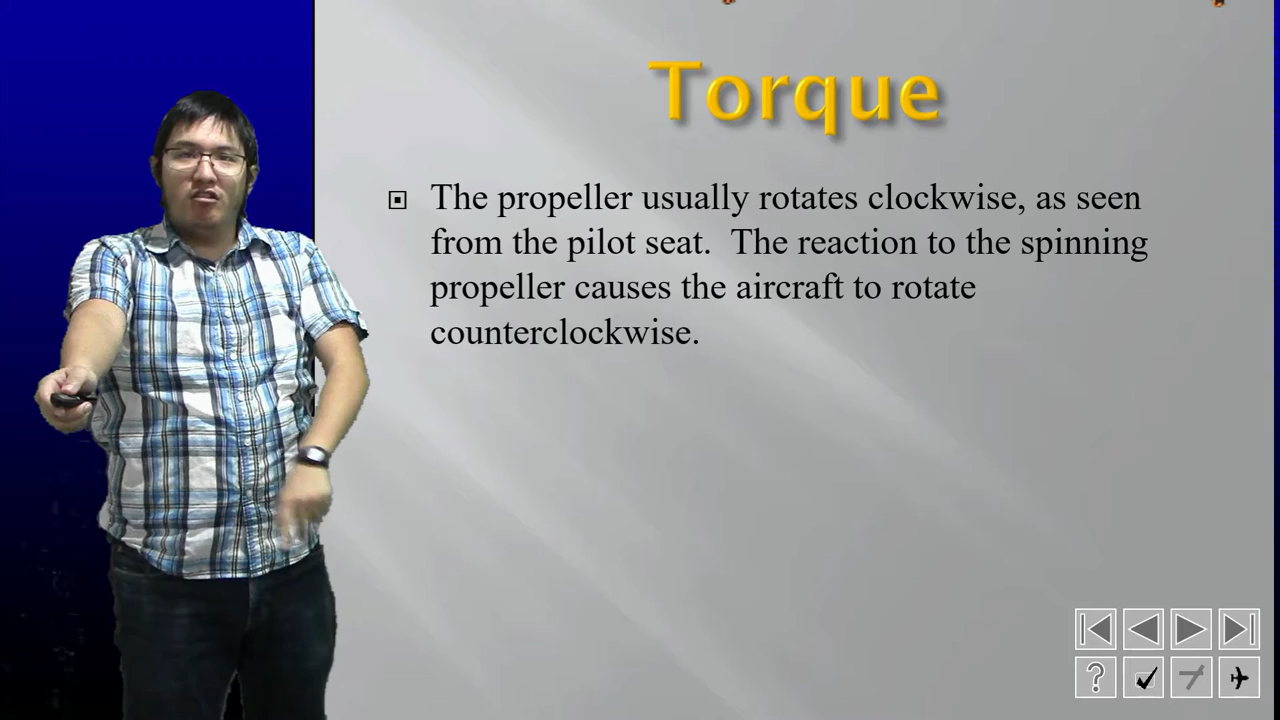 Torque
The propeller usually rotates clockwise, as seen
from the pilot seat.  The reaction to the spinning
propeller causes the aircraft to rotate
counterclockwise.
?